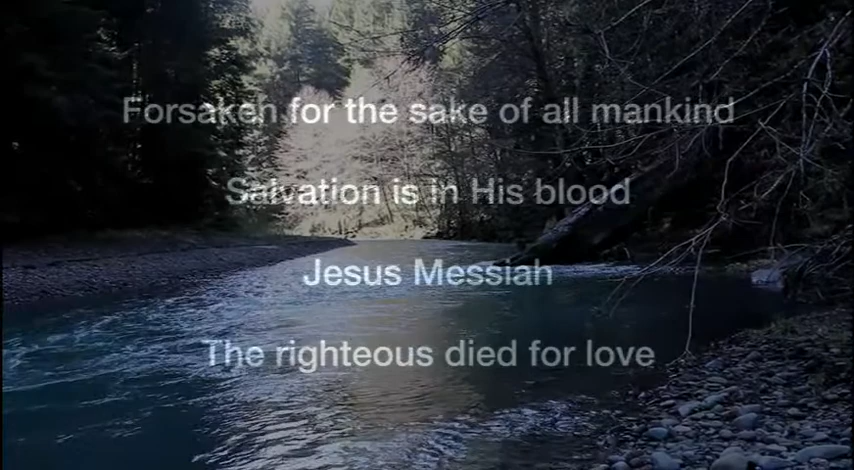 Forsaken for the sake of all mankind
Salvation is in His blood
Jesus Messiah
The righteous died for love